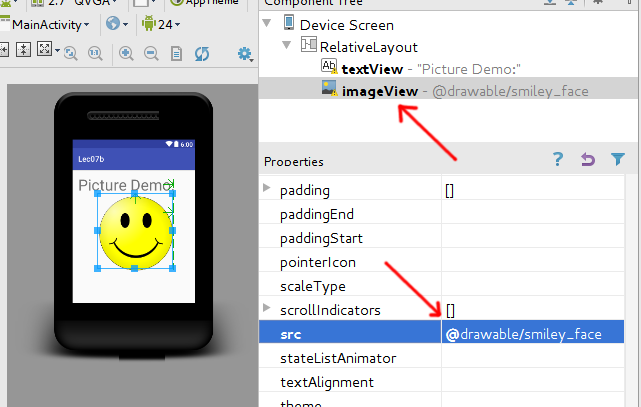 2.7" QVGA AppTheme
MainActivity 24
6:00
Lec07b
Picture Demo:
Component Tree
Device Screen
RelativeLayout
Ab textView - "Picture Demo:"
imageView - @drawable/smiley_face
Properties ?
padding []
paddingEnd
paddingStart
pointerIcon
scaleType
scrollIndicators []
src @drawable/smiley_face
stateListAnimator
textAlignment
theme